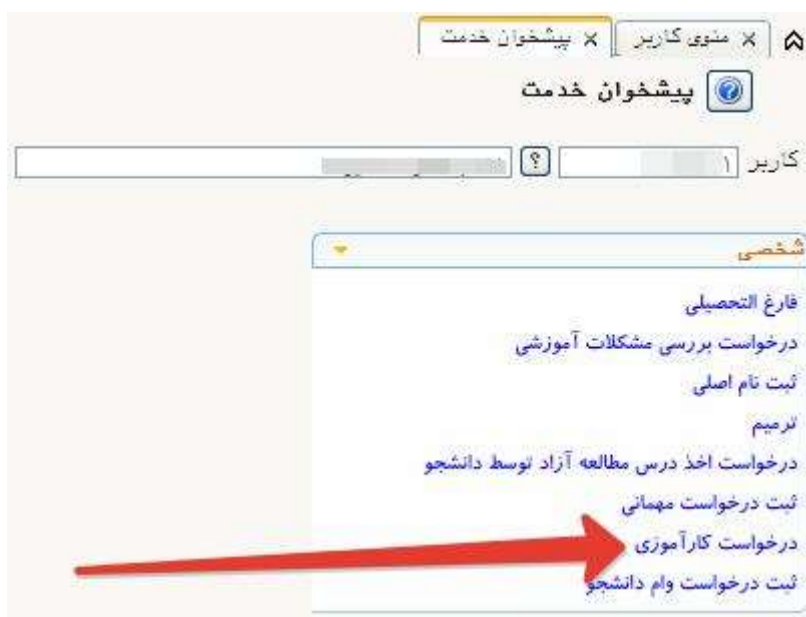 منوی کاربر × پیشخوان خدمت ×
پیشخوان خدمت
کاربر ۱ ؟
شخصی
فارغ التحصیلی
درخواست بررسی مشکلات آموزشی
ثبت نام اصلی
ترمیم
درخواست اخذ درس مطالعه آزاد توسط دانشجو
ثبت درخواست مهمانی
درخواست کارآموزی
ثبت درخواست وام دانشجو